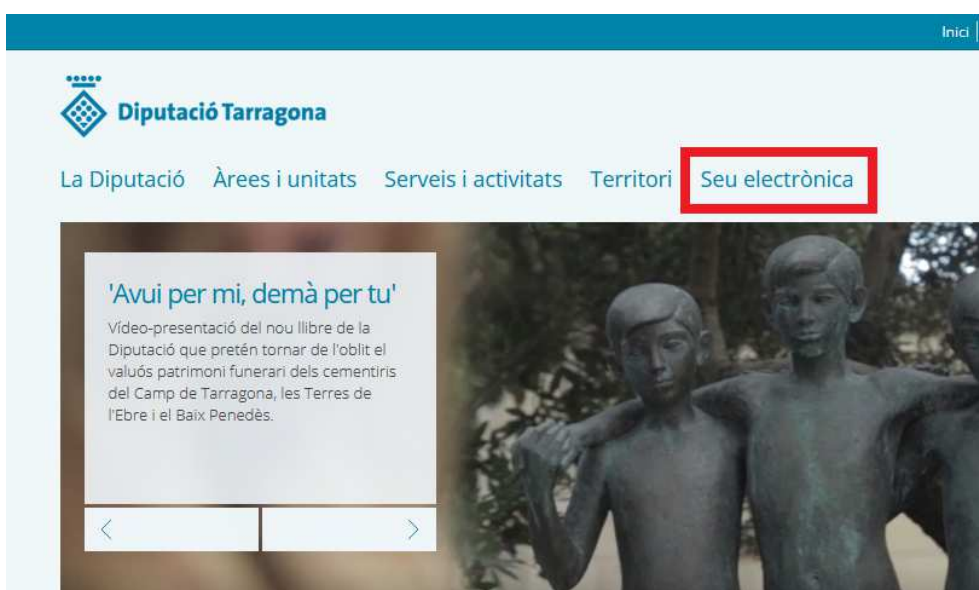 Inici
Diputació Tarragona
La Diputació Àrees i unitats Serveis i activitats Territori Seu electrònica
'Avui per mi, demà per tu'
Vídeo-presentació del nou llibre de la
Diputació que pretén tornar de l'oblit el
valuós patrimoni funerari dels cementiris
del Camp de Tarragona, les Terres de
l'Ebre i el Baix Penedès.